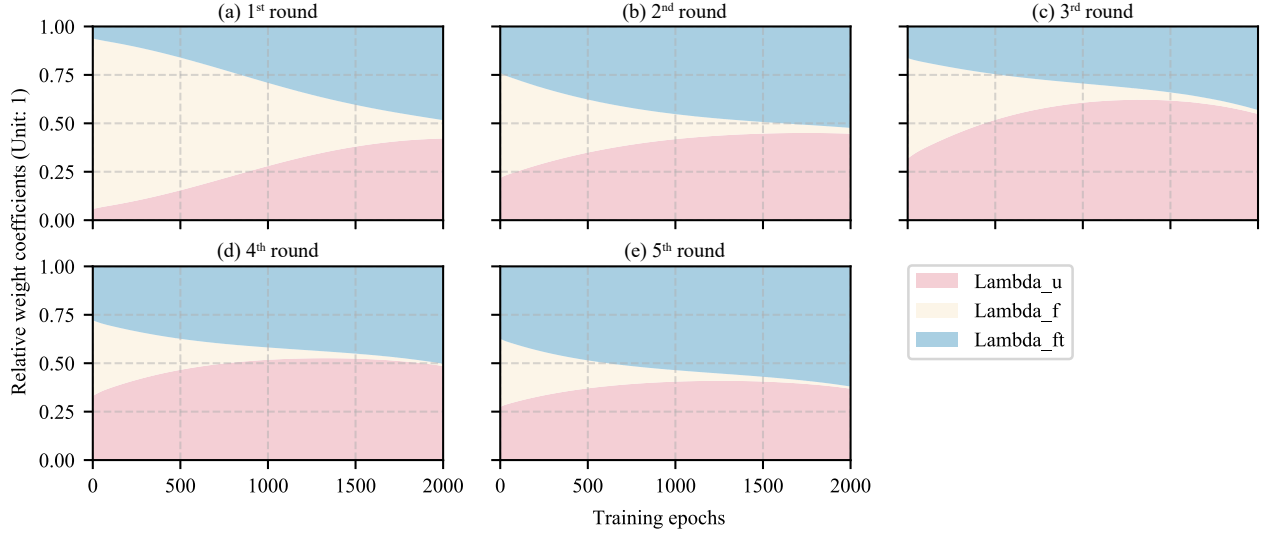 (a) 1st round
(b) 2nd round
(c) 3rd round
1.00
0.75
0.50
0.25
0.00
Relative weight coefficients (Unit: 1)
(d) 4th round
(e) 5th round
1.00
0.75
0.50
0.25
0.00
0 500 1000 1500 2000
0 500 1000 1500 2000
Training epochs
Lambda_u
Lambda_f
Lambda_ft